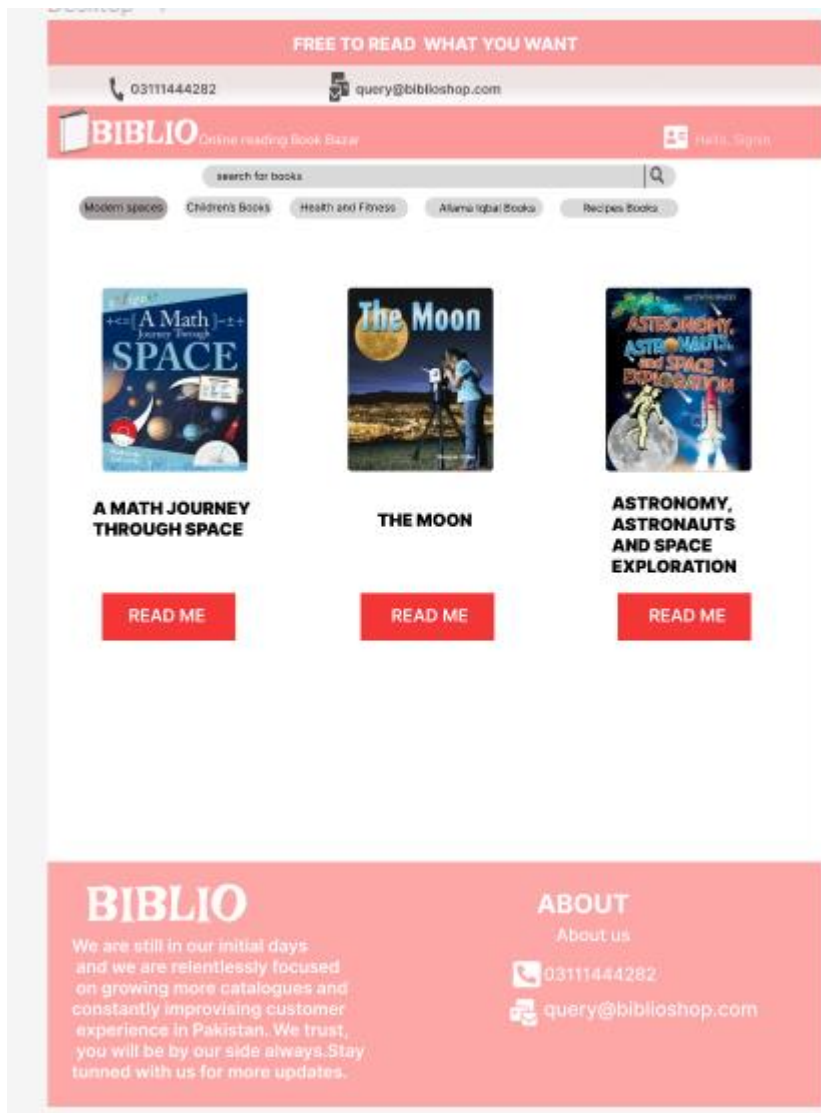 FREE TO READ WHAT YOU WANT
03111444282
query@biblioshop.com
BIBLIO Online reading Book Bazar
Hello, Signin
search for books
Modern spaces
Children's Books
Health and Fitness
Allama Iqbal Books
Recipes Books
+<=[A Math]-±+
Journey Through
SPACE
The Moon
ASTRONOMY,
ASTRONAUTS,
and SPACE
EXPLORATION
A MATH JOURNEY
THROUGH SPACE
THE MOON
ASTRONOMY,
ASTRONAUTS
AND SPACE
EXPLORATION
READ ME
READ ME
READ ME
BIBLIO
We are still in our initial days
and we are relentlessly focused
on growing more catalogues and
constantly improvising customer
experience in Pakistan. We trust,
you will be by our side always.Stay
tunned with us for more updates.
ABOUT
About us
03111444282
query@biblioshop.com